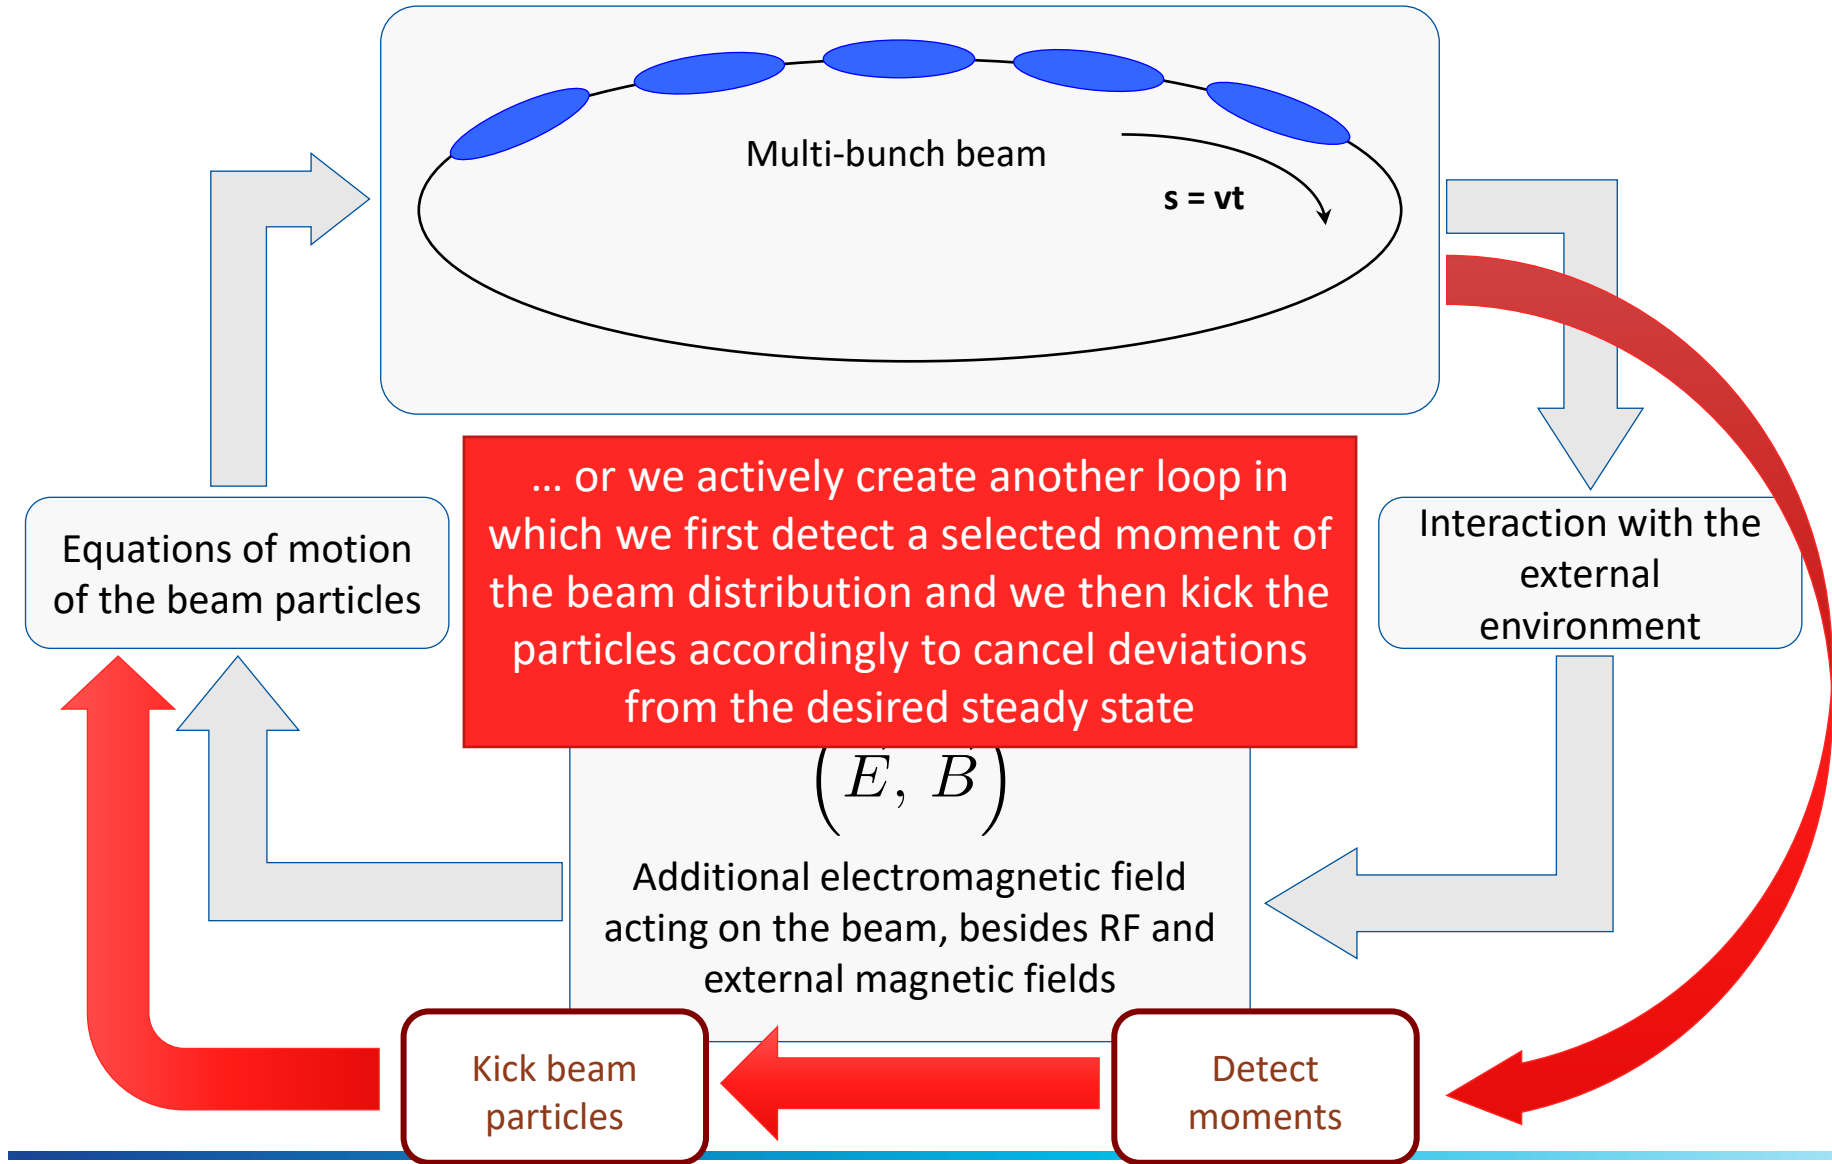 Multi-bunch beam
s = vt
… or we actively create another loop in
which we first detect a selected moment of
the beam distribution and we then kick the
particles accordingly to cancel deviations
from the desired steady state
Equations of motion
of the beam particles
Interaction with the
external
environment
(E, B)
Additional electromagnetic field
acting on the beam, besides RF and
external magnetic fields
Kick beam
particles
Detect
moments